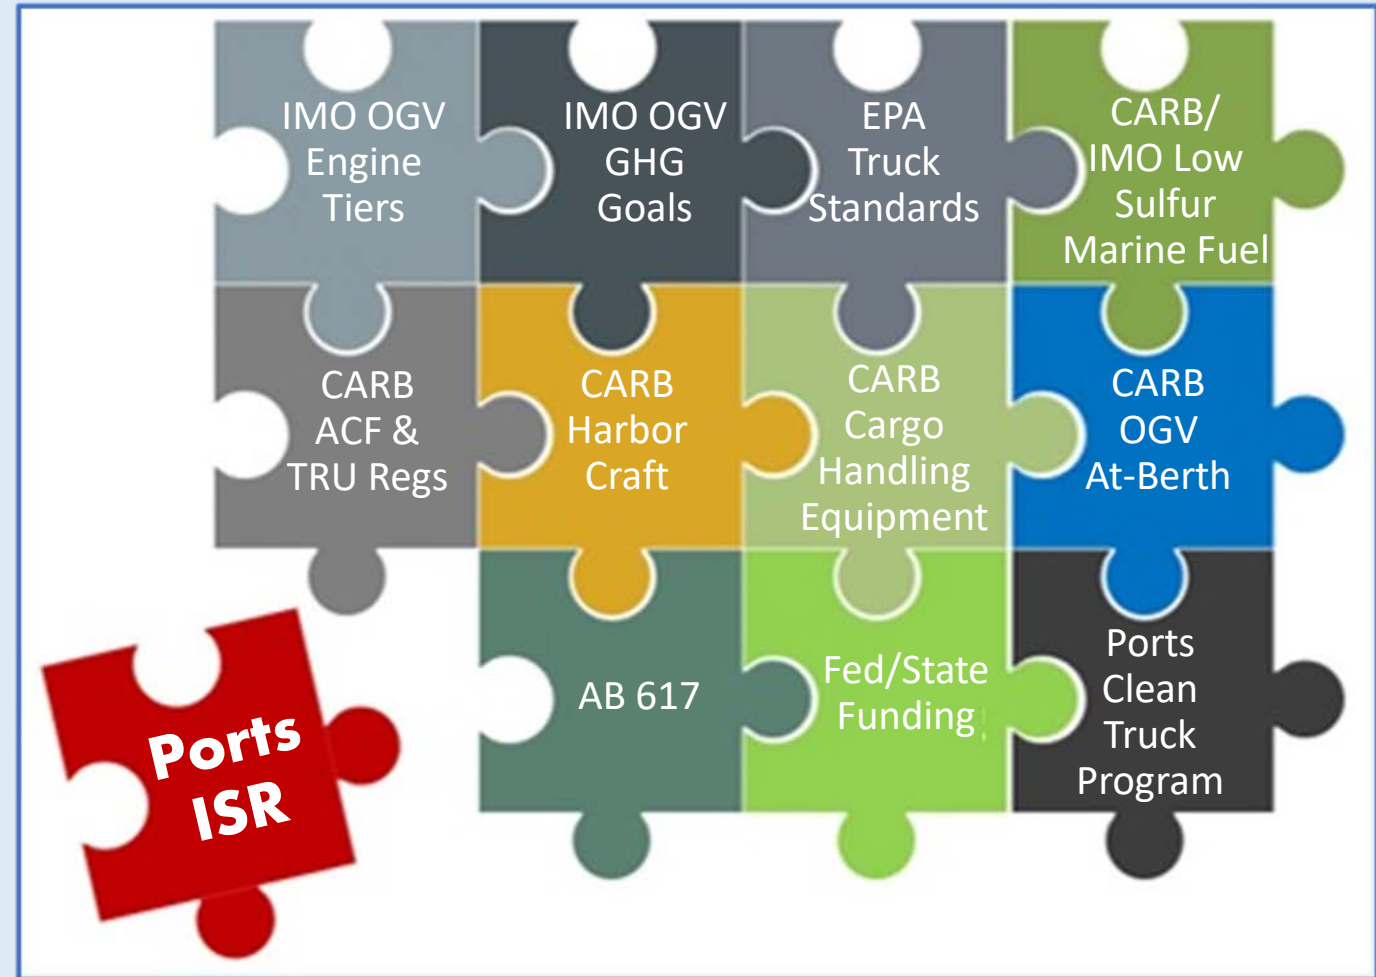 IMO OGV
Engine
Tiers
IMO OGV
GHG
Goals
EPA
Truck
Standards
CARB/
IMO Low
Sulfur
Marine Fuel
CARB
ACF &
TRU Regs
CARB
Harbor
Craft
CARB
Cargo
Handling
Equipment
CARB
OGV
At-Berth
Ports
ISR
AB 617
Fed/State
Funding
Ports
Clean
Truck
Program